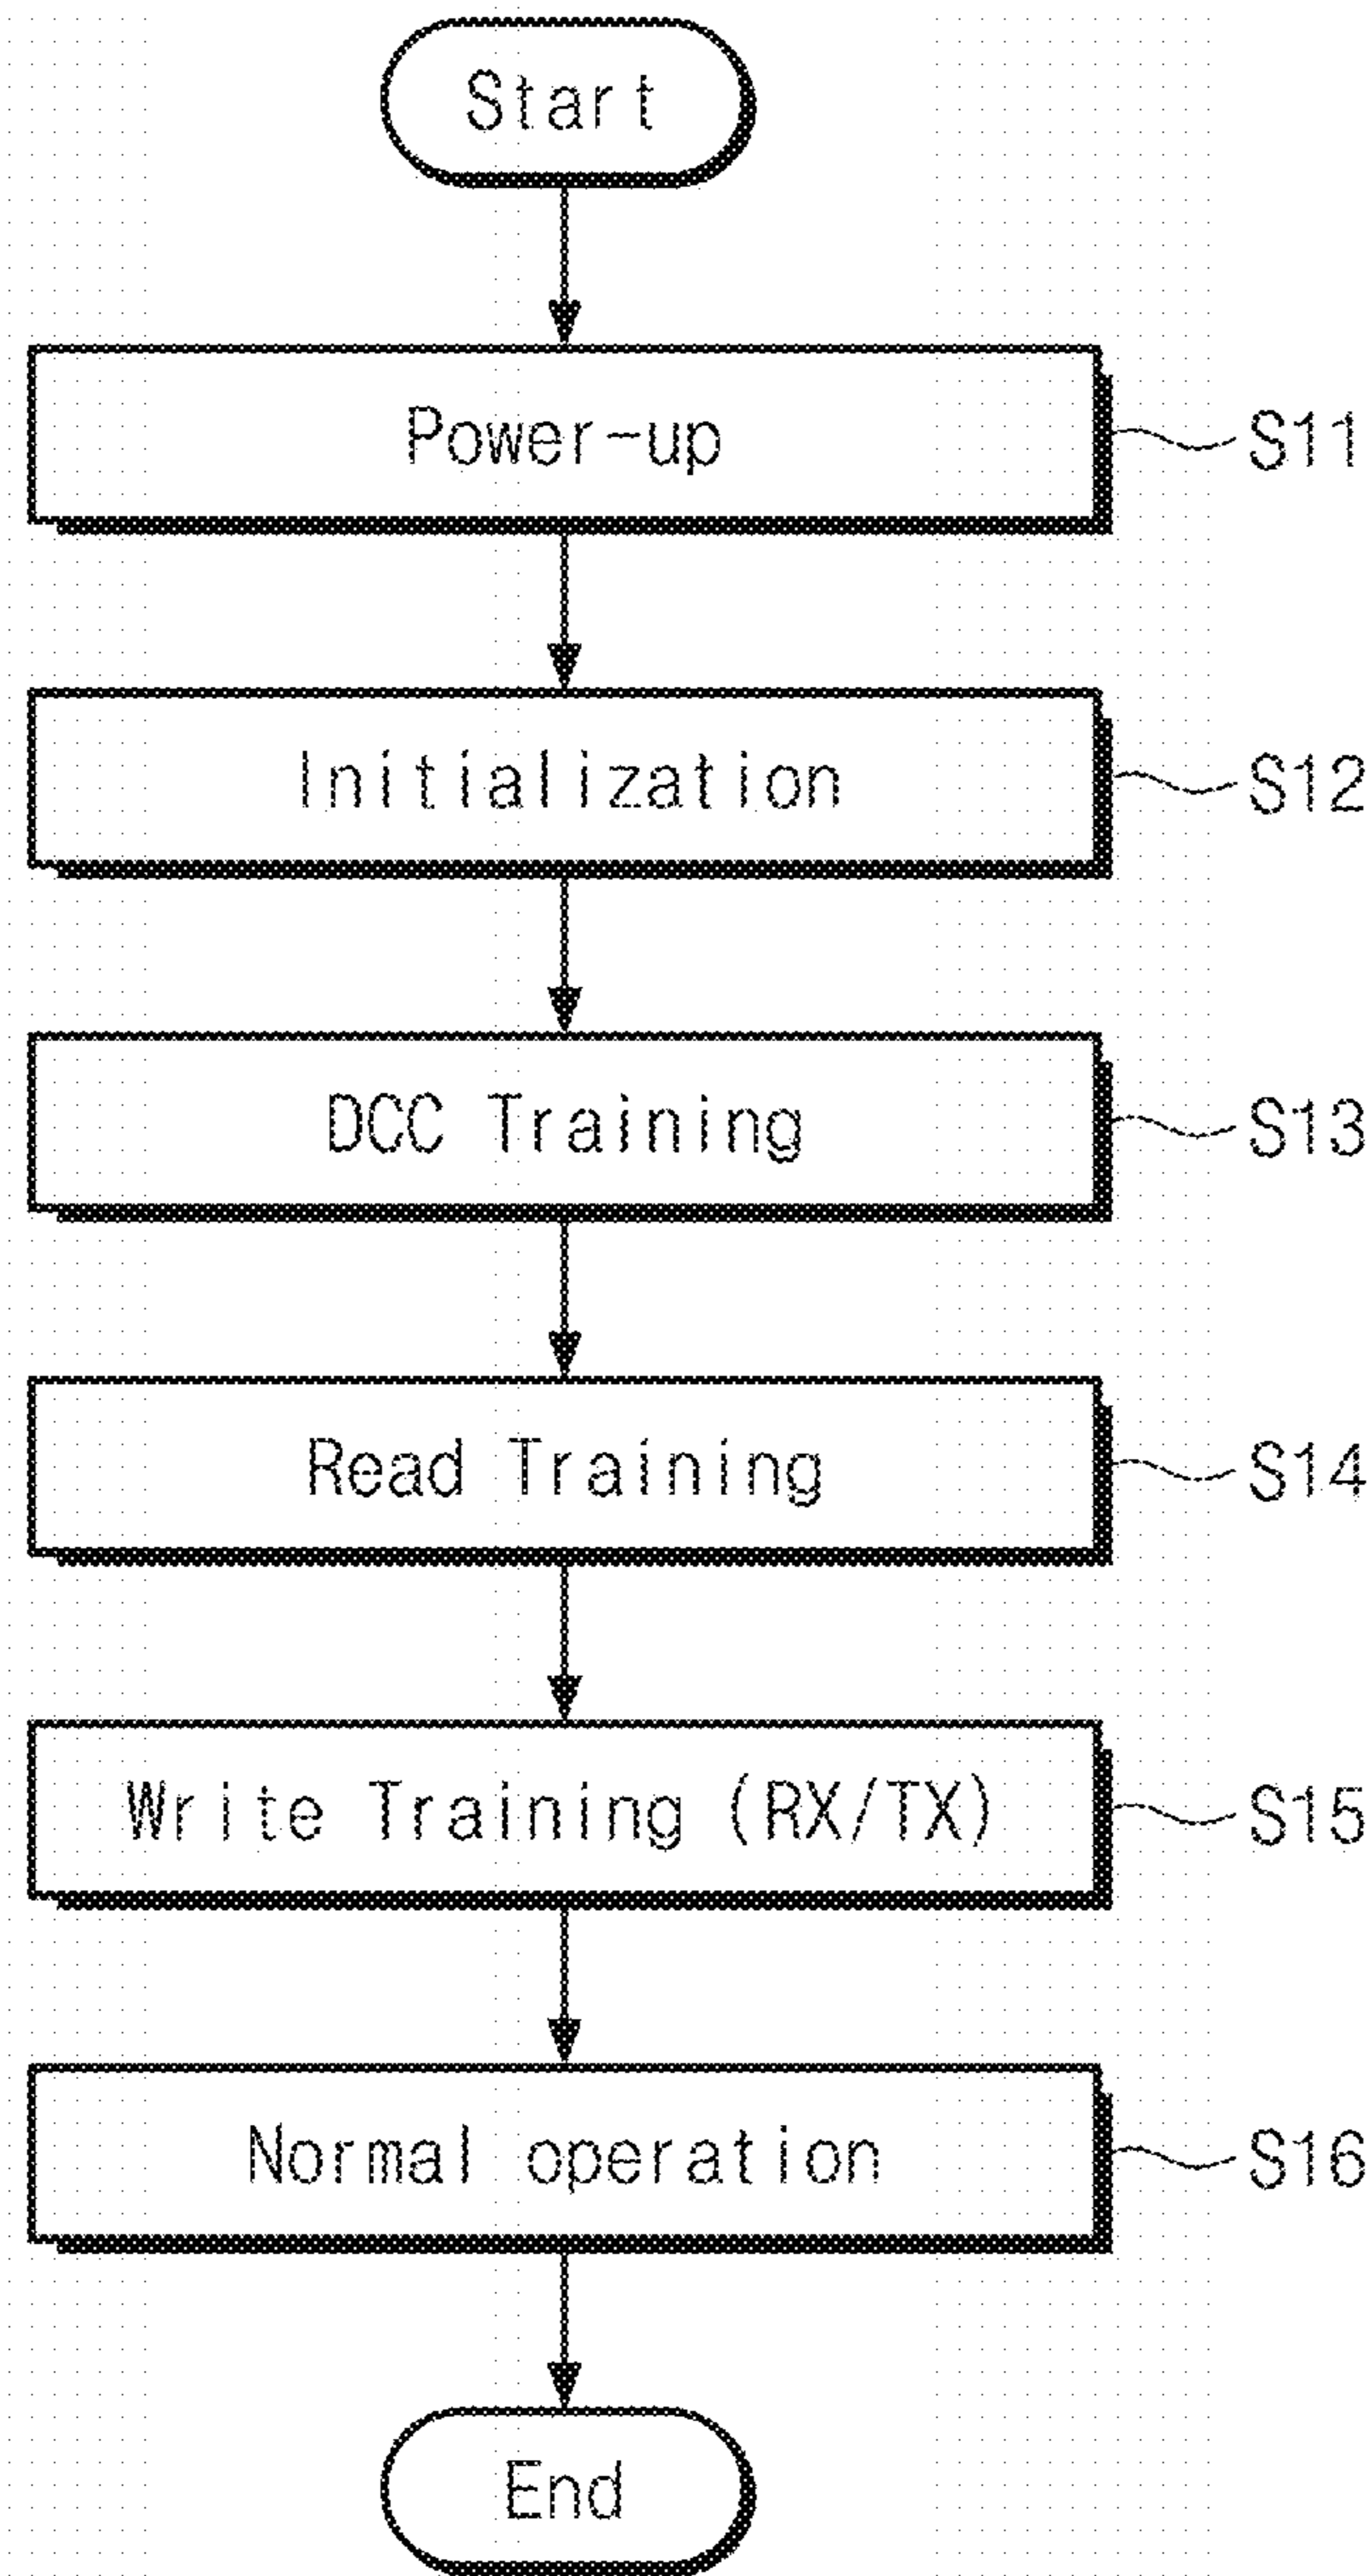 Start
Power-up S11
Initialization S12
DCC Training S13
Read Training S14
Write Training (RX/TX) S15
Normal operation S16
End